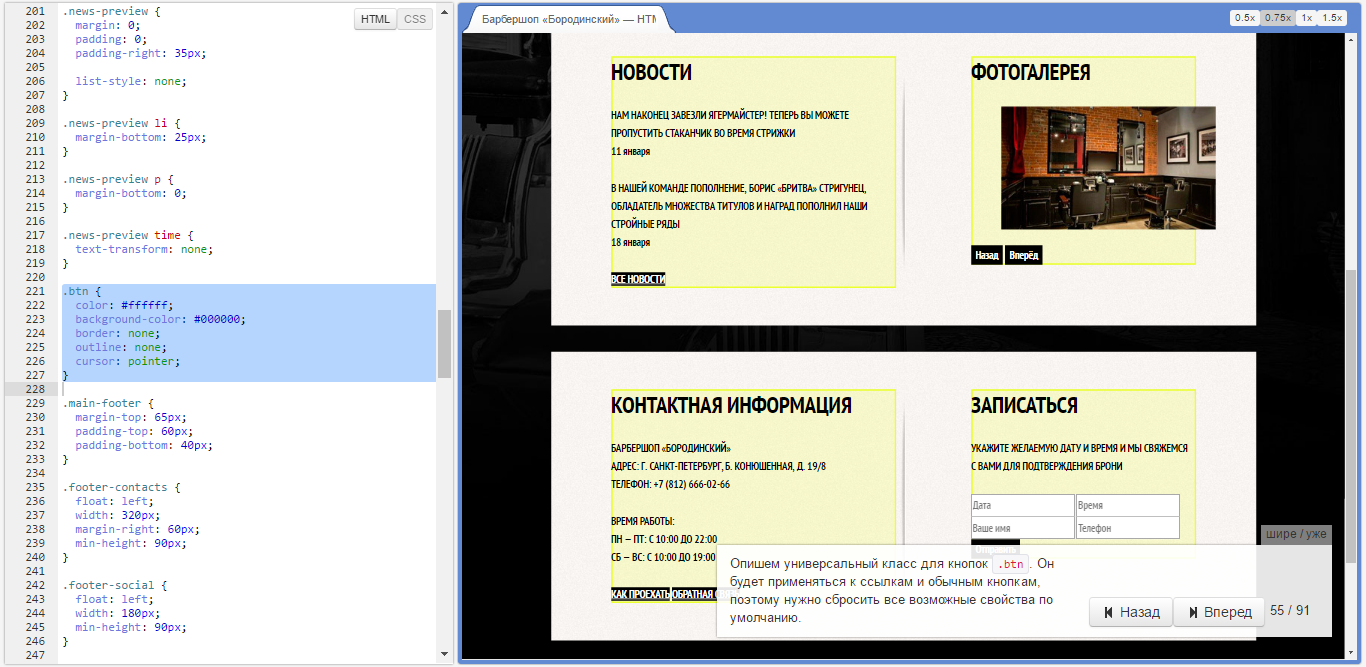 201 .news-preview {
202 margin: 0;
203 padding: 0;
204 padding-right: 35px;
205
206 list-style: none;
207 }
208
209 .news-preview li {
210 margin-bottom: 25px;
211 }
212
213 .news-preview p {
214 margin-bottom: 0;
215 }
216
217 .news-preview time {
218 text-transform: none;
219 }
220
221 .btn {
222 color: #ffffff;
223 background-color: #000000;
224 border: none;
225 outline: none;
226 cursor: pointer;
227 }
228
229 .main-footer {
230 margin-top: 65px;
231 padding-top: 60px;
232 padding-bottom: 40px;
233 }
234
235 .footer-contacts {
236 float: left;
237 width: 320px;
238 margin-right: 60px;
239 min-height: 90px;
240 }
241
242 .footer-social {
243 float: left;
244 width: 180px;
245 min-height: 90px;
246 }
247
HTML CSS
Барбершоп «Бородинский» — HTM
0.5x 0.75x 1x 1.5x
НОВОСТИ
НАМ НАКОНЕЦ ЗАВЕЗЛИ ЯГЕРМАЙСТЕР! ТЕПЕРЬ ВЫ МОЖЕТЕ
ПРОПУСТИТЬ СТАКАНЧИК ВО ВРЕМЯ СТРИЖКИ
11 января
В НАШЕЙ КОМАНДЕ ПОПОЛНЕНИЕ, БОРИС «БРИТВА» СТРИГУНЕЦ,
ОБЛАДАТЕЛЬ МНОЖЕСТВА ТИТУЛОВ И НАГРАД ПОПОЛНИЛ НАШИ
СТРОЙНЫЕ РЯДЫ
18 января
ВСЕ НОВОСТИ
ФОТОГАЛЕРЕЯ
Назад Вперёд
КОНТАКТНАЯ ИНФОРМАЦИЯ
БАРБЕРШОП «БОРОДИНСКИЙ»
АДРЕС: Г. САНКТ-ПЕТЕРБУРГ, Б. КОНЮШЕННАЯ, Д. 19/8
ТЕЛЕФОН: +7 (812) 666-02-66
ВРЕМЯ РАБОТЫ:
ПН – ПТ: С 10:00 ДО 22:00
СБ – ВС: С 10:00 ДО 19:00
КАК ПРОЕХАТЬ ОБРАТНАЯ
ЗАПИСАТЬСЯ
УКАЖИТЕ ЖЕЛАЕМУЮ ДАТУ И ВРЕМЯ И МЫ СВЯЖЕМСЯ
С ВАМИ ДЛЯ ПОДТВЕРЖДЕНИЯ БРОНИ
Дата Время
Ваше имя Телефон
Отправить
шире / уже
Опишем универсальный класс для кнопок .btn . Он
будет применяться к ссылкам и обычным кнопкам,
поэтому нужно сбросить все возможные свойства по
умолчанию.
Назад Вперед 55 / 91